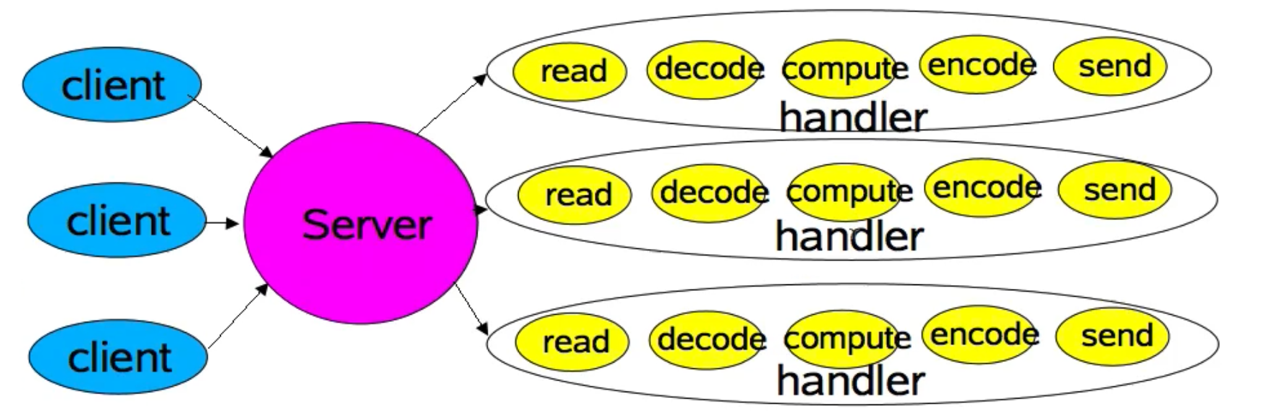 client
client
client
Server
read decode compute encode send
handler
read decode compute encode send
handler
read decode compute encode send
handler